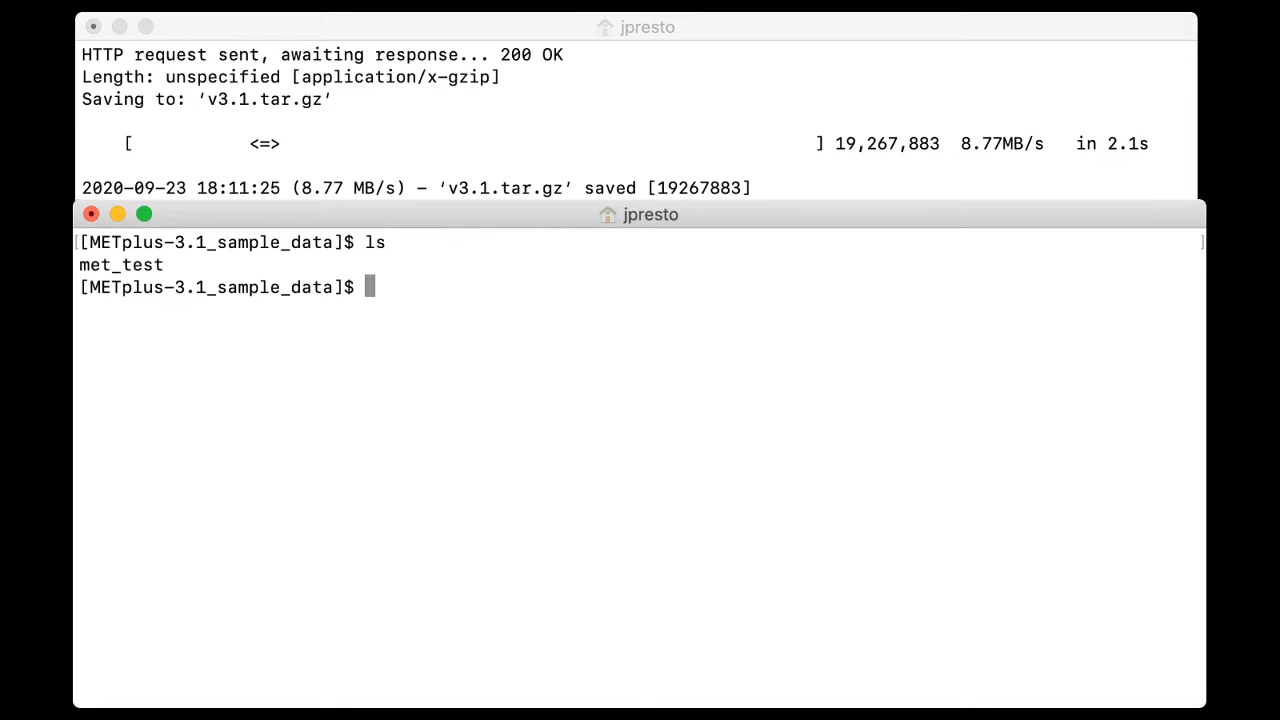 jpresto
HTTP request sent, awaiting response... 200 OK
Length: unspecified [application/x-gzip]
Saving to: ‘v3.1.tar.gz’
[ <=> ] 19,267,883 8.77MB/s in 2.1s
2020-09-23 18:11:25 (8.77 MB/s) - ‘v3.1.tar.gz’ saved [19267883]
jpresto
[[METplus-3.1_sample_data]$ ls ]
met_test
[METplus-3.1_sample_data]$